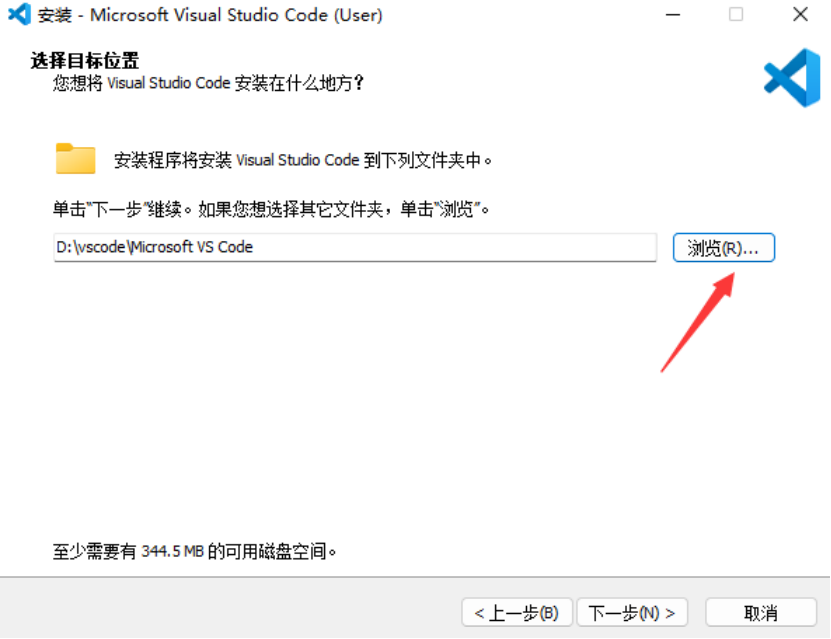 安装 - Microsoft Visual Studio Code (User)
选择目标位置
您想将 Visual Studio Code 安装在什么地方?
安装程序将安装 Visual Studio Code 到下列文件夹中。
单击“下一步”继续。如果您想选择其它文件夹，单击“浏览”。
D:\vscode\Microsoft VS Code
浏览(R)...
至少需要有 344.5 MB 的可用磁盘空间。
< 上一步(B) 下一步(N) > 取消